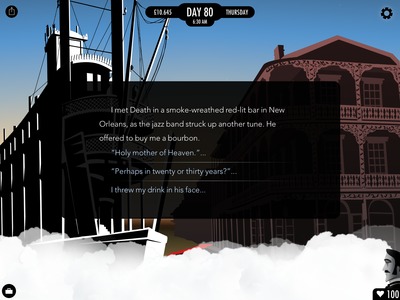 £10.645
DAY 80
6:30 AM
THURSDAY
I met Death in a smoke-wreathed red-lit bar in New
Orleans, as the jazz band struck up another tune. He
offered to buy me a bourbon.
"Holy mother of Heaven."...
"Perhaps in twenty or thirty years?"...
I threw my drink in his face...
100